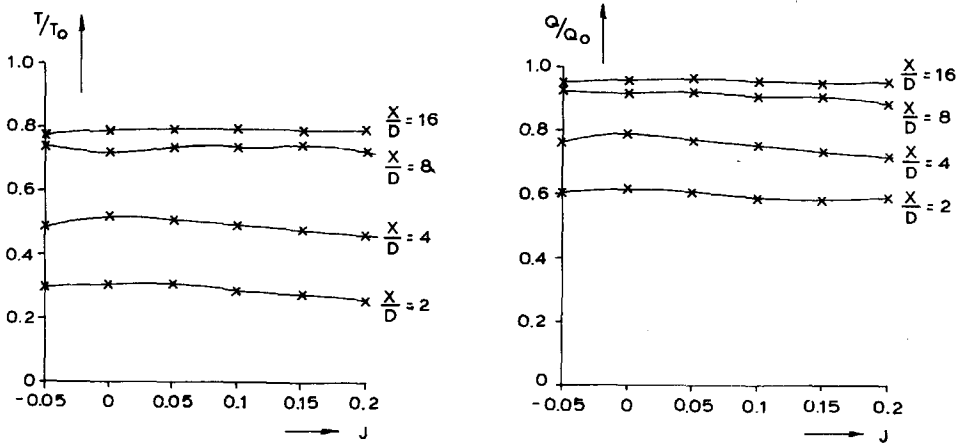 T/T₀
1.0
0.8
0.6
0.4
0.2
0
-0.05
0
0.05
0.1
0.15
0.2
J
X/D = 16
X/D = 8
X/D = 4
X/D = 2
Q/Q₀
1.0
0.8
0.6
0.4
0.2
0
-0.05
0
0.05
0.1
0.15
0.2
J
X/D = 16
X/D = 8
X/D = 4
X/D = 2